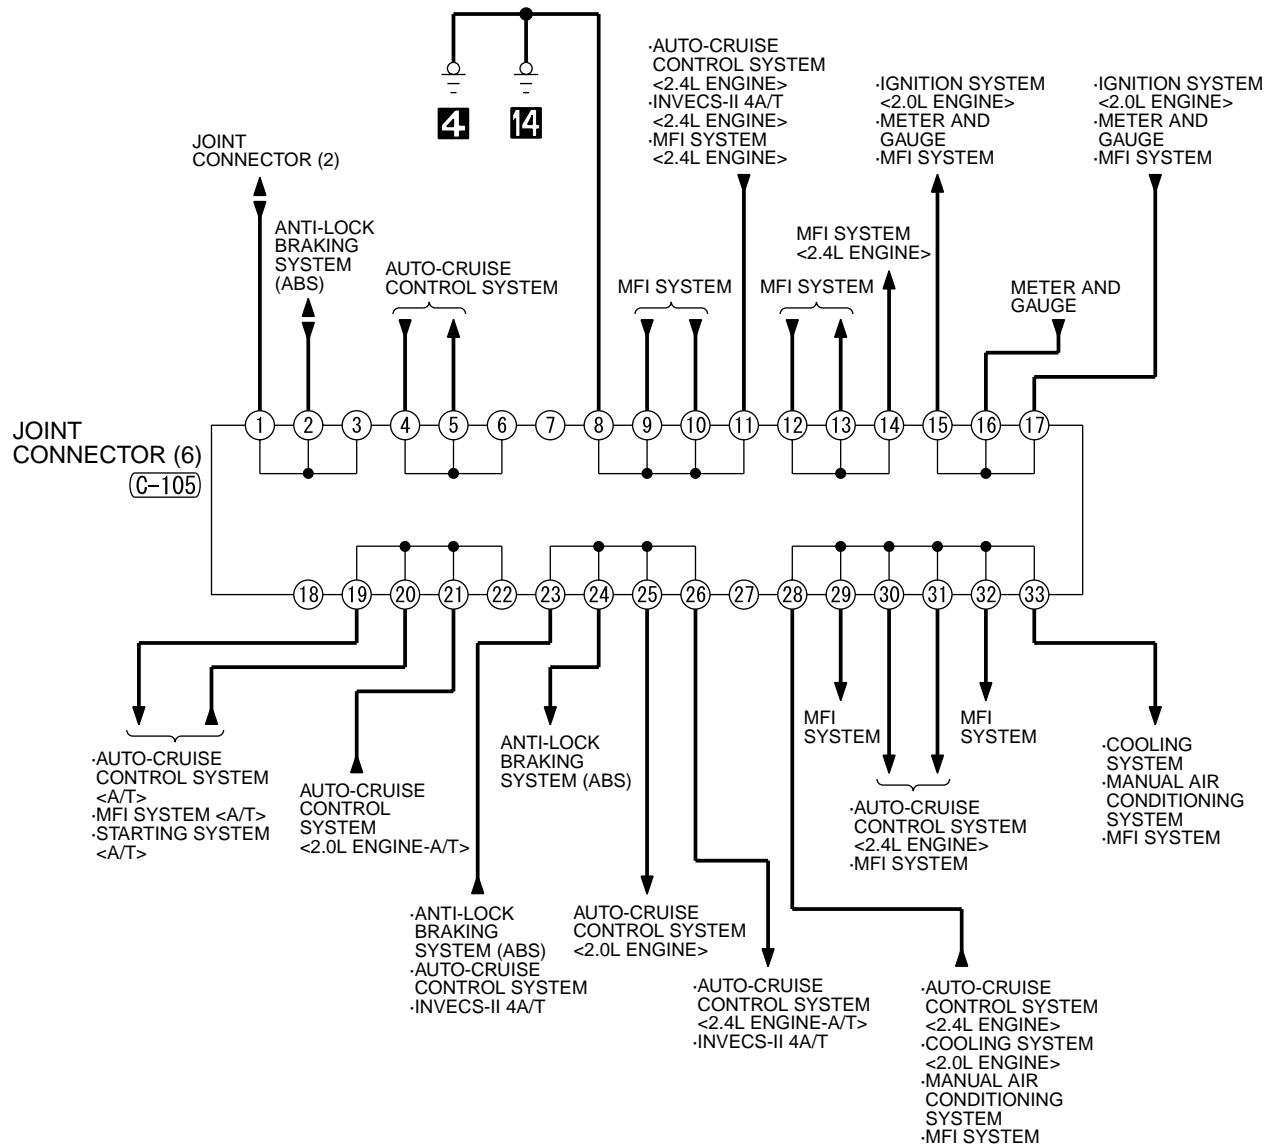 4
14
JOINT
CONNECTOR (2)
ANTI-LOCK
BRAKING
SYSTEM
(ABS)
AUTO-CRUISE
CONTROL SYSTEM
MFI SYSTEM
·AUTO-CRUISE
CONTROL SYSTEM
<2.4L ENGINE>
·INVECS-II 4A/T
<2.4L ENGINE>
·MFI SYSTEM
<2.4L ENGINE>
MFI SYSTEM
MFI SYSTEM
<2.4L ENGINE>
·IGNITION SYSTEM
<2.0L ENGINE>
·METER AND
GAUGE
·MFI SYSTEM
METER AND
GAUGE
·IGNITION SYSTEM
<2.0L ENGINE>
·METER AND
GAUGE
·MFI SYSTEM
JOINT
CONNECTOR (6)
C-105
1 2 3 4 5 6 7 8 9 10 11 12 13 14 15 16 17
18 19 20 21 22 23 24 25 26 27 28 29 30 31 32 33
·AUTO-CRUISE
CONTROL SYSTEM
<A/T>
·MFI SYSTEM <A/T>
·STARTING SYSTEM
<A/T>
AUTO-CRUISE
CONTROL
SYSTEM
<2.0L ENGINE-A/T>
·ANTI-LOCK
BRAKING
SYSTEM (ABS)
·AUTO-CRUISE
CONTROL SYSTEM
·INVECS-II 4A/T
ANTI-LOCK
BRAKING
SYSTEM (ABS)
AUTO-CRUISE
CONTROL SYSTEM
<2.0L ENGINE>
·AUTO-CRUISE
CONTROL SYSTEM
<2.4L ENGINE-A/T>
·INVECS-II 4A/T
·AUTO-CRUISE
CONTROL SYSTEM
<2.4L ENGINE>
·COOLING SYSTEM
<2.0L ENGINE>
·MANUAL AIR
CONDITIONING
SYSTEM
·MFI SYSTEM
MFI
SYSTEM
·AUTO-CRUISE
CONTROL SYSTEM
<2.4L ENGINE>
·MFI SYSTEM
MFI
SYSTEM
·COOLING
SYSTEM
·MANUAL AIR
CONDITIONING
SYSTEM
·MFI SYSTEM